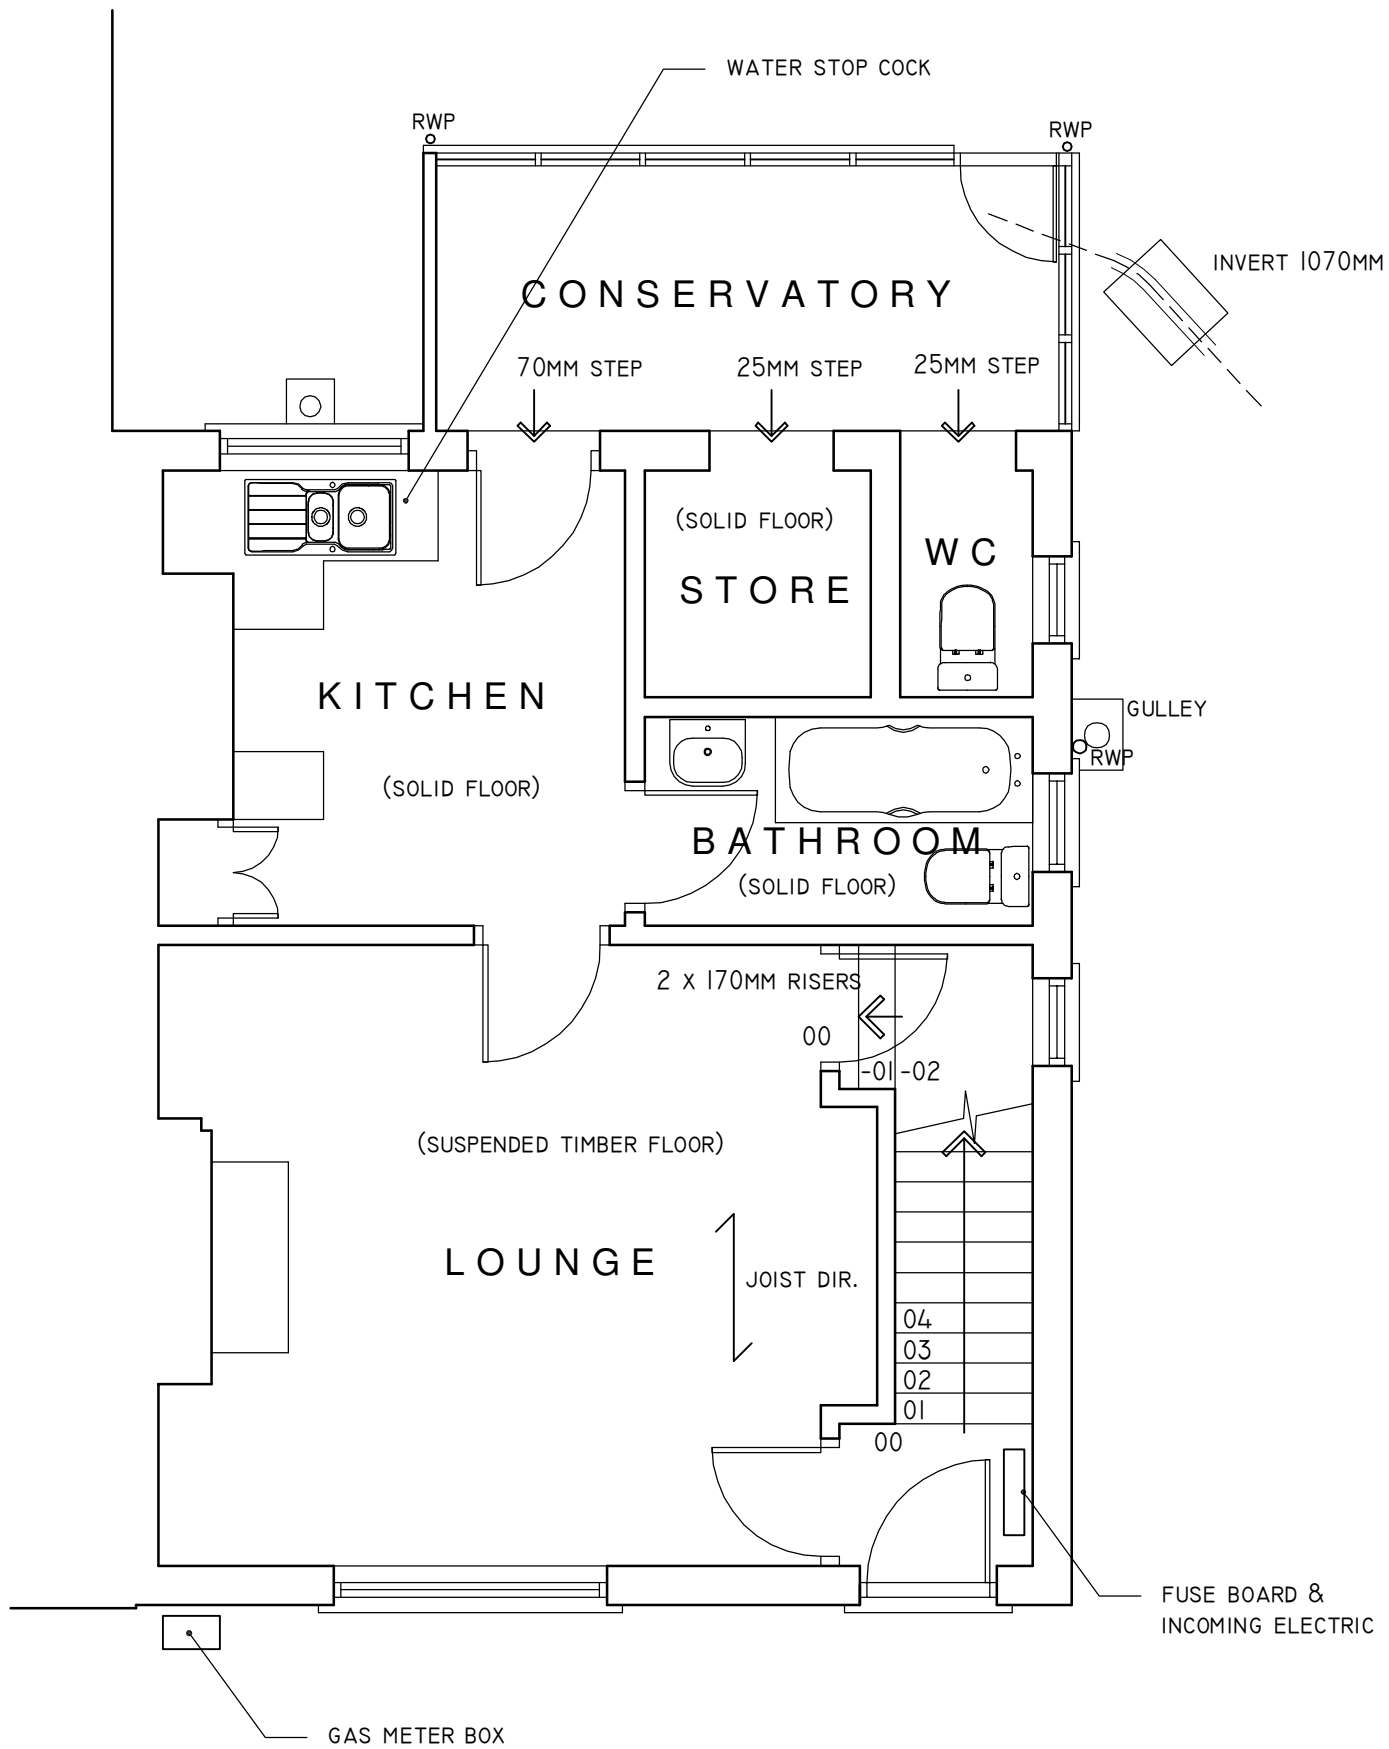 WATER STOP COCK
RWP
RWP
INVERT 1070MM
CONSERVATORY
70MM STEP
25MM STEP
25MM STEP
(SOLID FLOOR)
WC
STORE
KITCHEN
GULLEY
RWP
(SOLID FLOOR)
BATHROOM
(SOLID FLOOR)
2 X 170MM RISERS
00
-01 -02
(SUSPENDED TIMBER FLOOR)
LOUNGE
JOIST DIR.
04
03
02
01
00
FUSE BOARD &
INCOMING ELECTRIC
GAS METER BOX